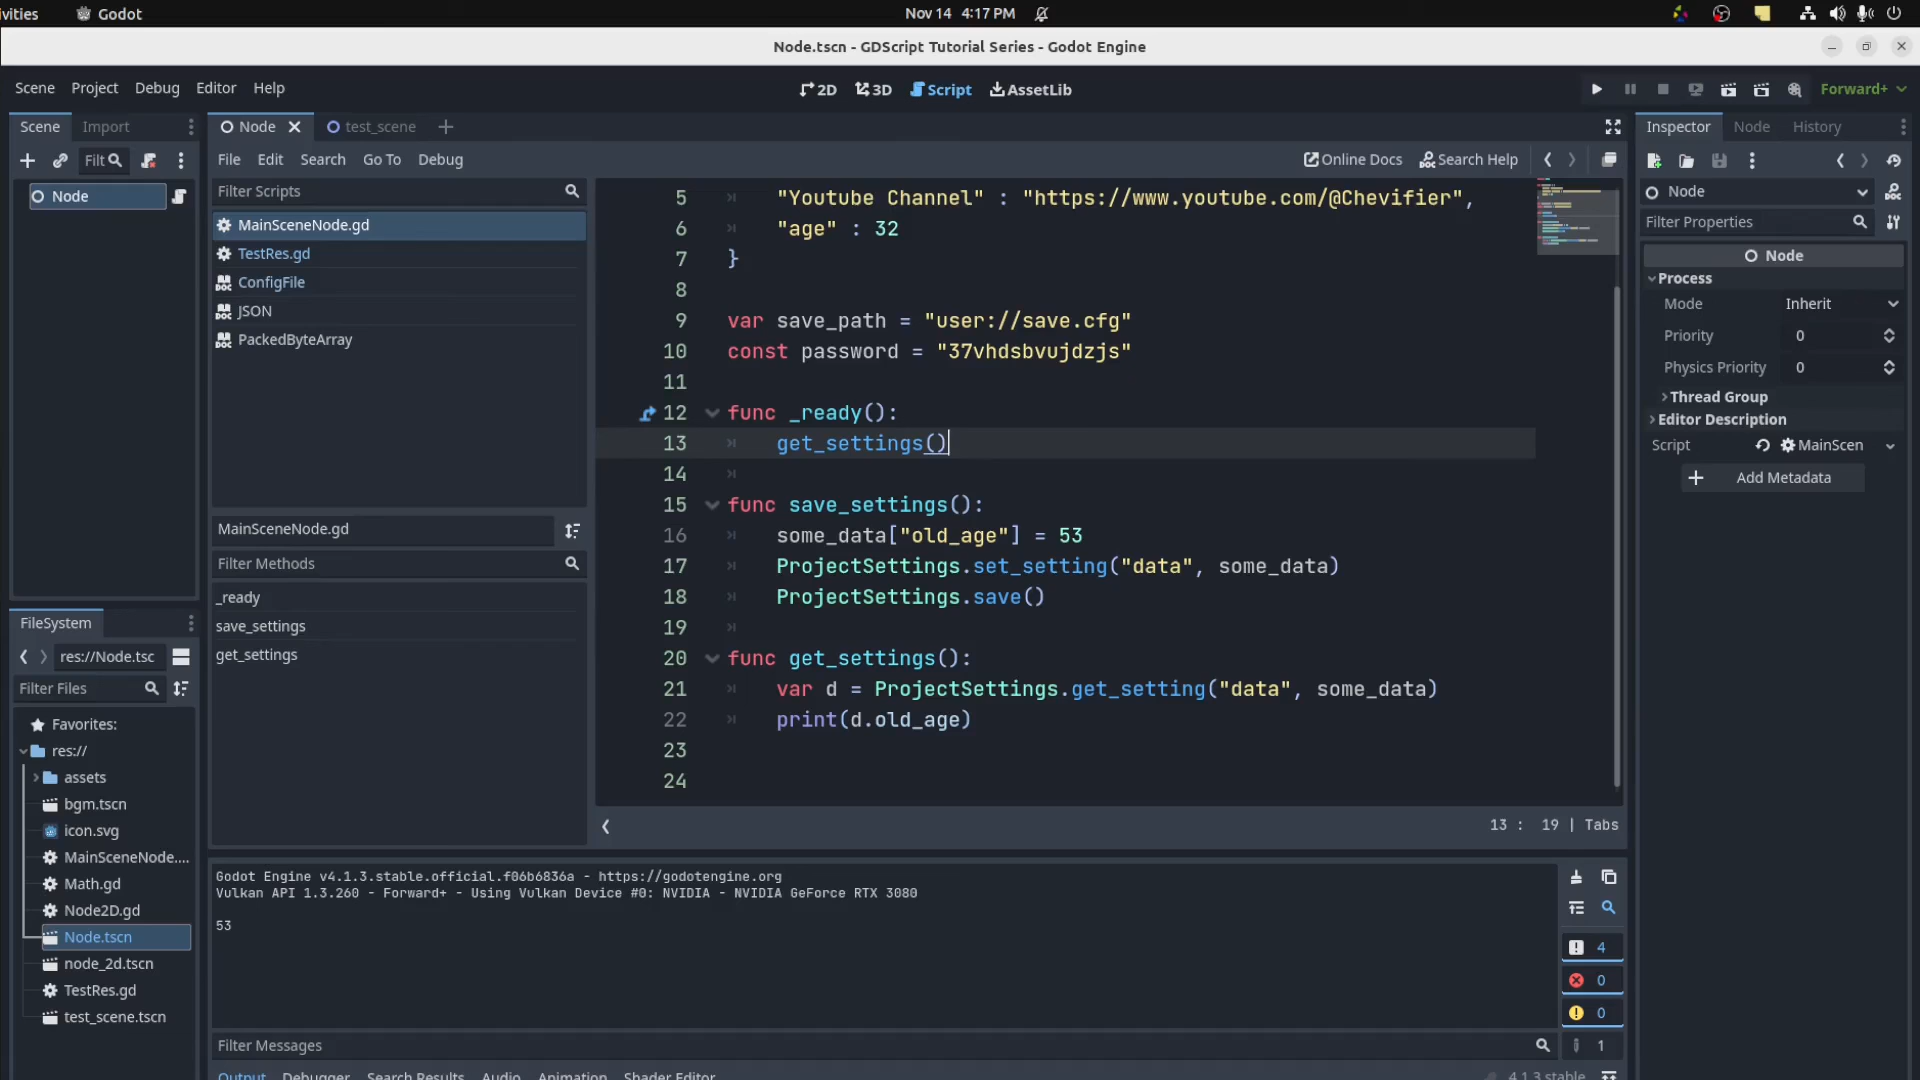 ivities
Godot
Nov 14 4:17 PM
Node.tscn - GDScript Tutorial Series - Godot Engine
Scene Project Debug Editor Help
2D 3D Script AssetLib
Forward+
Scene Import
Node test_scene
Inspector Node History
Filt
File Edit Search Go To Debug
Online Docs Search Help
Node
Filter Scripts
MainSceneNode.gd
TestRes.gd
ConfigFile
JSON
PackedByteArray
MainSceneNode.gd
Filter Methods
_ready
save_settings
get_settings
5 "Youtube Channel" : "https://www.youtube.com/@Chevifier",
6 "age" : 32
7 }
8
9 var save_path = "user://save.cfg"
10 const password = "37vhdsbvujdzjs"
11
12 func _ready():
13 get_settings()
14
15 func save_settings():
16 some_data["old_age"] = 53
17 ProjectSettings.set_setting("data", some_data)
18 ProjectSettings.save()
19
20 func get_settings():
21 var d = ProjectSettings.get_setting("data", some_data)
22 print(d.old_age)
23
24
13 : 19 | Tabs
Node
Filter Properties
Node
Process
Mode Inherit
Priority 0
Physics Priority 0
Thread Group
Editor Description
Script MainScen
Add Metadata
FileSystem
res://Node.tsc
Filter Files
Favorites:
res://
assets
bgm.tscn
icon.svg
MainSceneNode....
Math.gd
Node2D.gd
Node.tscn
node_2d.tscn
TestRes.gd
test_scene.tscn
Godot Engine v4.1.3.stable.official.f06b6836a - https://godotengine.org
Vulkan API 1.3.260 - Forward+ - Using Vulkan Device #0: NVIDIA - NVIDIA GeForce RTX 3080
53
4
0
0
1
Filter Messages
Output Debugger Search Results Audio Animation Shader Editor
4.1.3.stable